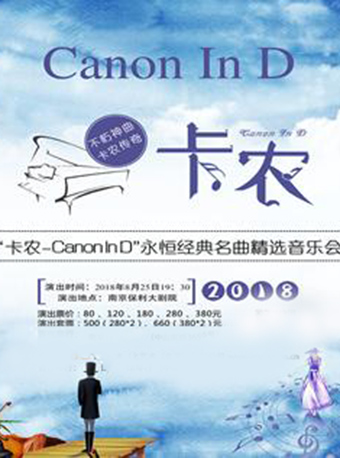 Canon In D
不朽神曲
卡农传奇
Canon In D
卡农
“卡农-Canon In D”永恒经典名曲精选音乐会
演出时间：2018年8月25日19：30
演出地点：南京保利大剧院
2018
演出票价：80、120、180、280、380元
演出套票：500（280*2）、660（380*2）元